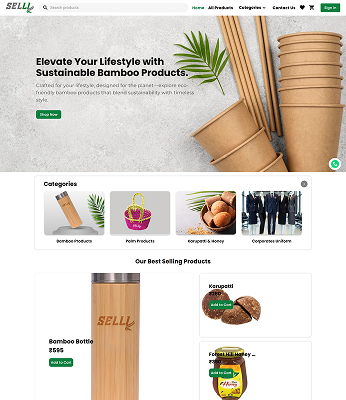 SELLL
Search products
Home
All Products
Categories
Contact Us
Sign In
Elevate Your Lifestyle with
Sustainable Bamboo Products.
Crafted for your lifestyle, designed for the planet—explore eco-
friendly bamboo products that blend sustainability with timeless
style.
Shop Now
Categories
Bamboo Products
Palm Products
Karupatti & Honey
Corporates Uniform
Our Best Selling Products
SELLL
Bamboo Bottle
₹595
Add to Cart
Karupatti
Add to Cart
Forest Hill Honey ...
Add to Cart